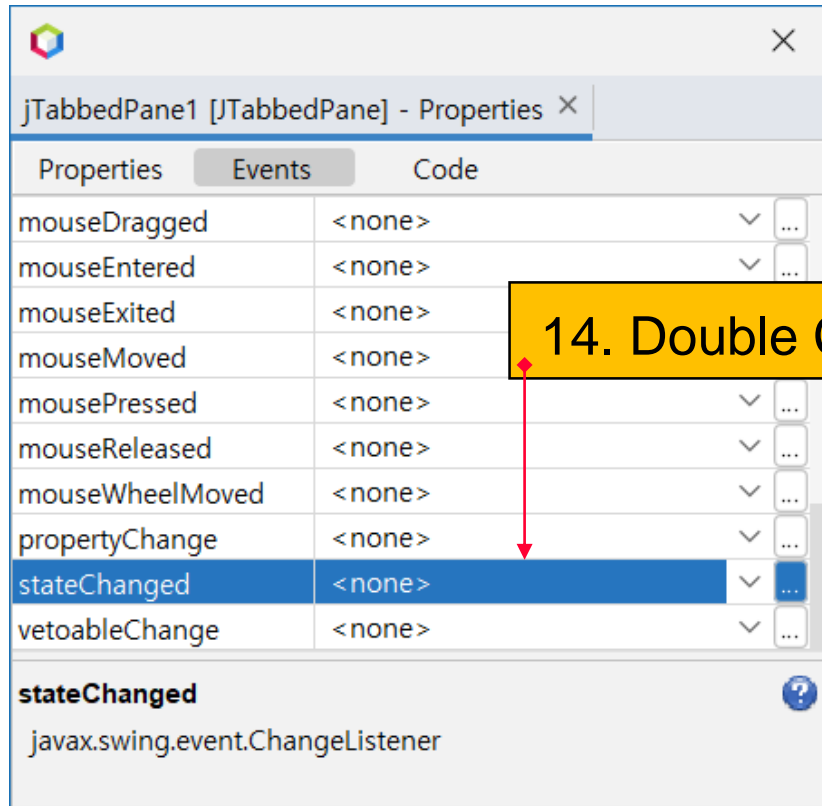 jTabbedPane1 [JTabbedPane] - Properties
Properties Events Code
mouseDragged <none> ...
mouseEntered <none> ...
mouseExited <none>
mouseMoved <none>
14. Double
mousePressed <none> ...
mouseReleased <none> ...
mouseWheelMoved <none> ...
propertyChange <none> ...
stateChanged <none> ...
vetoableChange <none> ...
stateChanged ?
javax.swing.event.ChangeListener